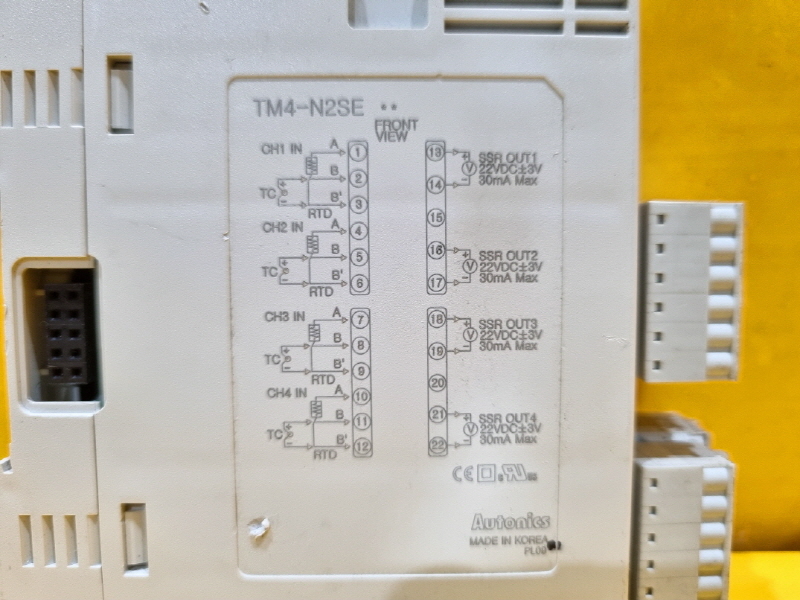 TM4-N2SE **
FRONT
VIEW
CH1 IN A 1
B 2
TC
B' 3
RTD
CH2 IN A 4
B 5
TC
B' 6
RTD
CH3 IN A 7
B 8
TC
B' 9
RTD
CH4 IN A 10
B 11
TC
B' 12
RTD
13 + SSR OUT1
V 22VDC±3V
14 - 30mA Max
15
16 + SSR OUT2
V 22VDC±3V
17 - 30mA Max
18 + SSR OUT3
V 22VDC±3V
19 - 30mA Max
20
21 + SSR OUT4
V 22VDC±3V
22 - 30mA Max
CE
Autonics
MADE IN KOREA